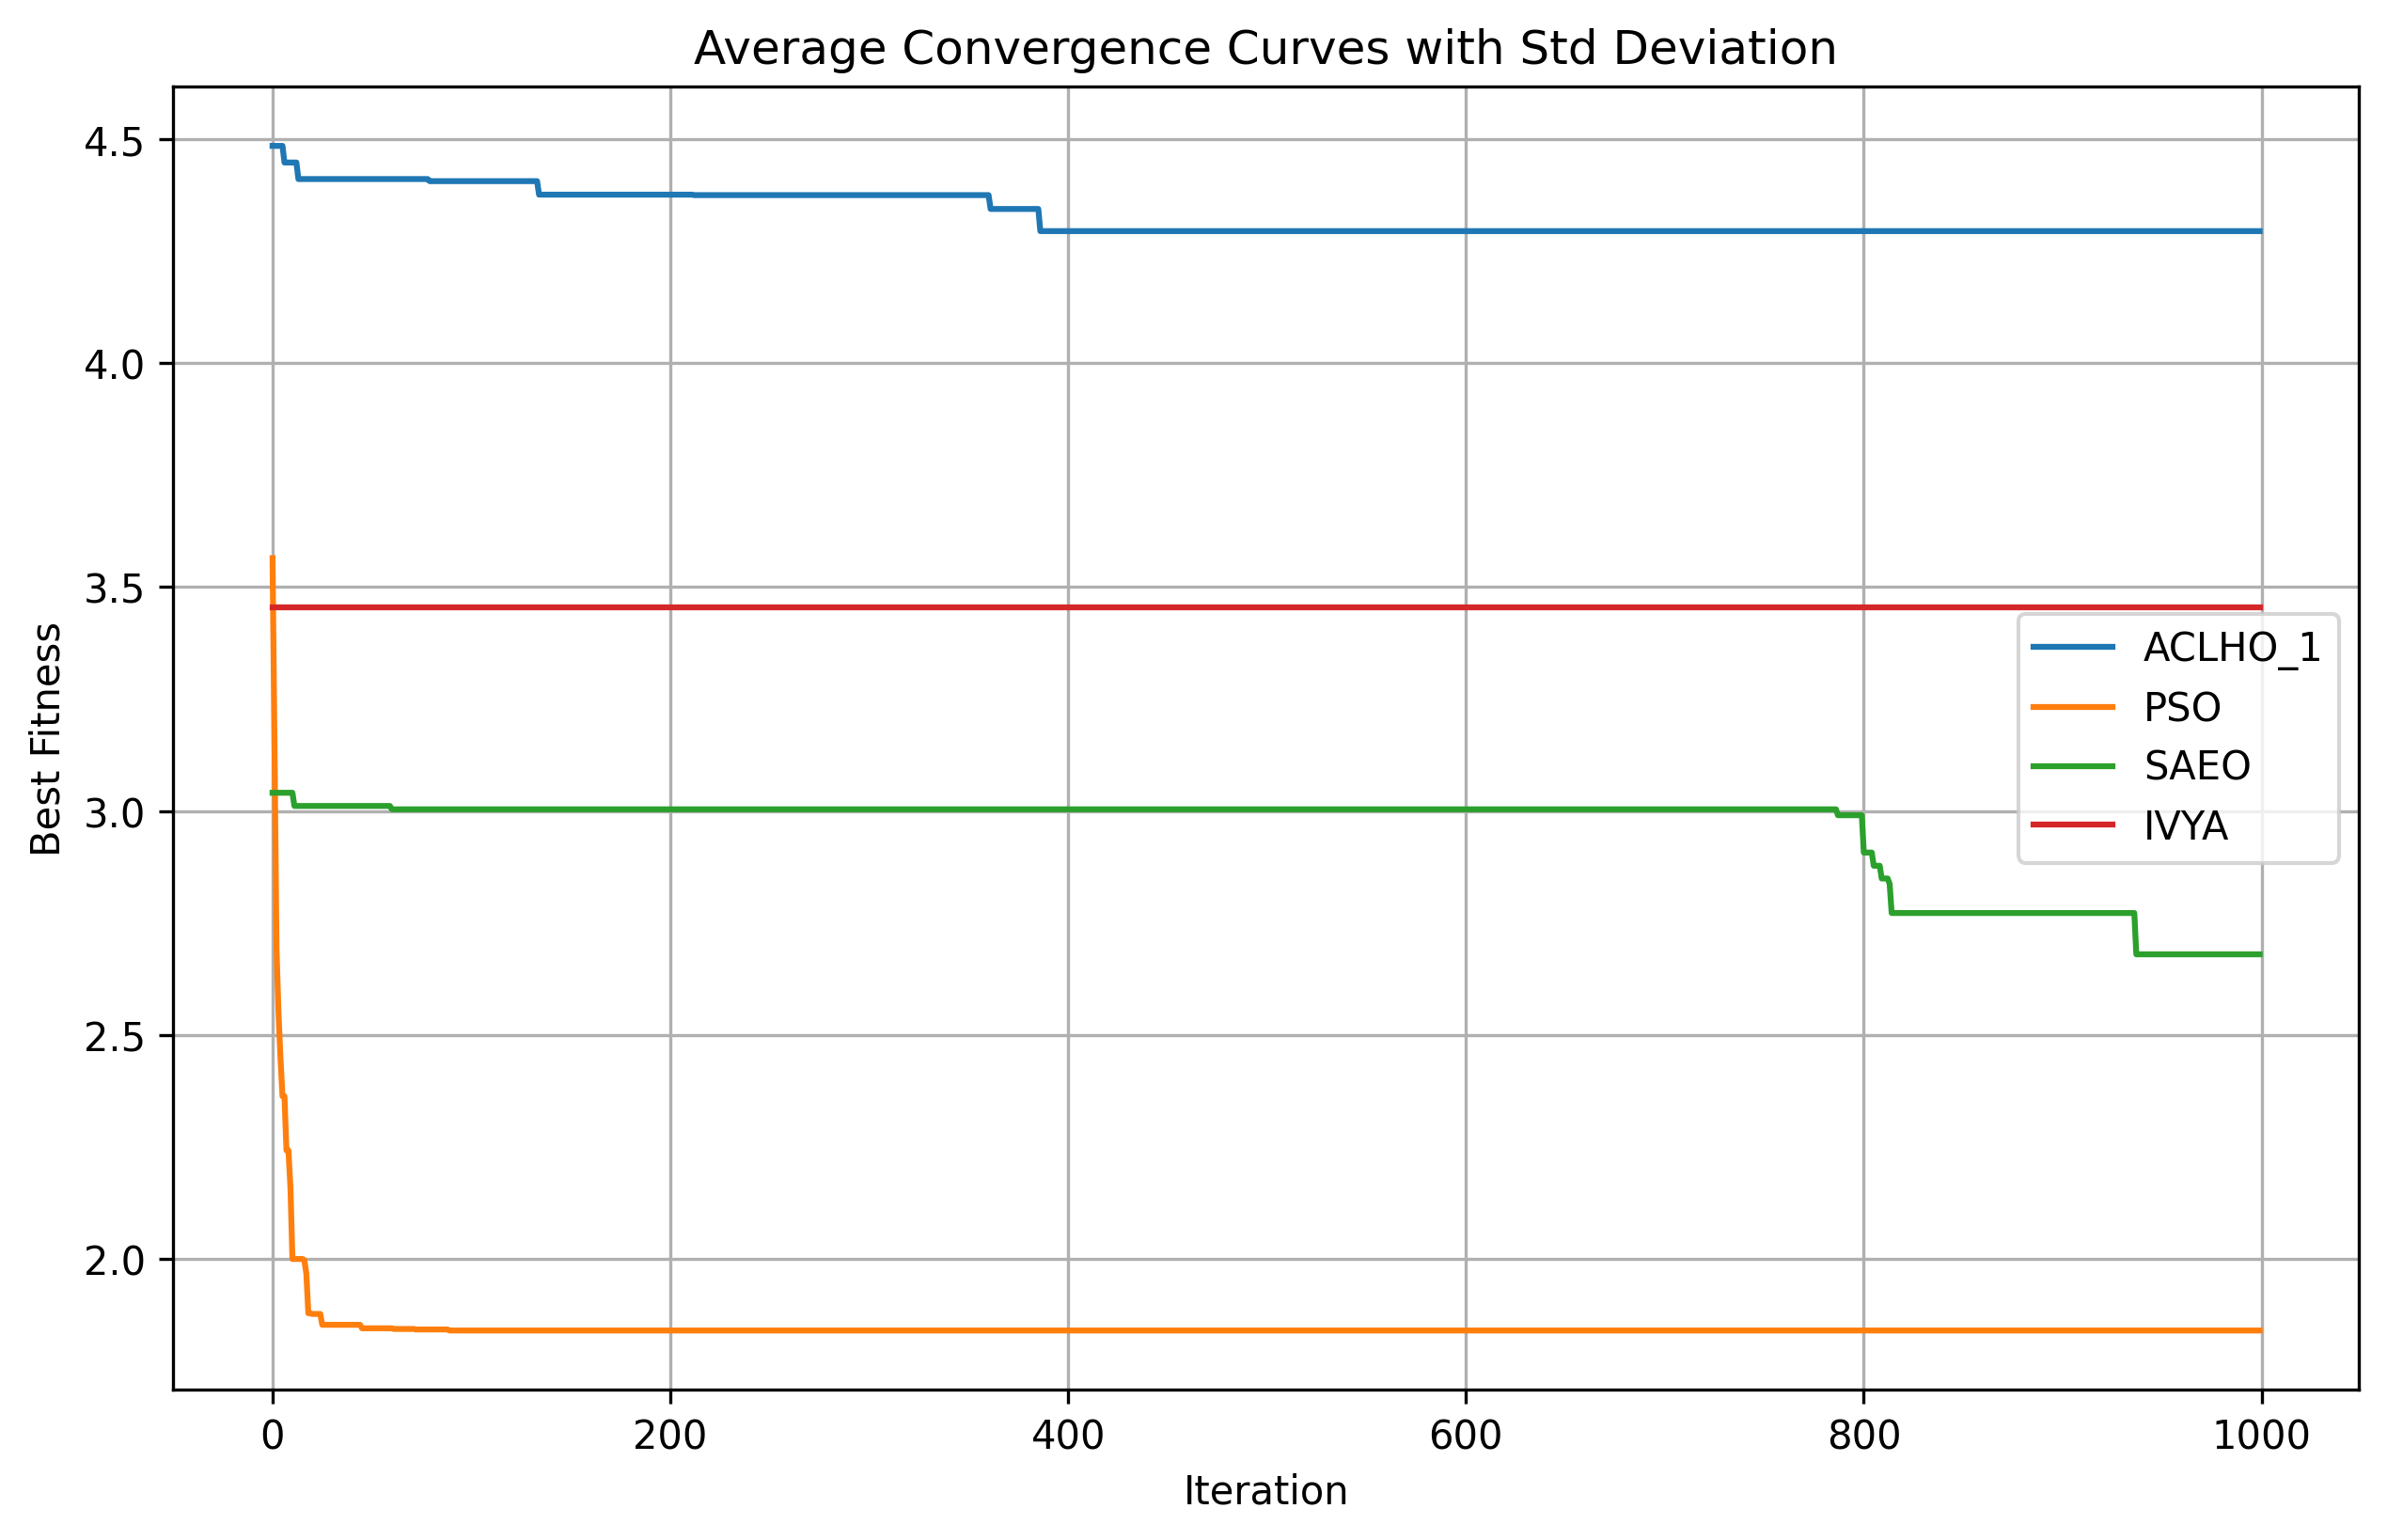 Average Convergence Curves with Std Deviation
Best Fitness
4.5
4.0
3.5
3.0
2.5
2.0
ACLHO_1
PSO
SAEO
IVYA
0 200 400 600 800 1000
Iteration